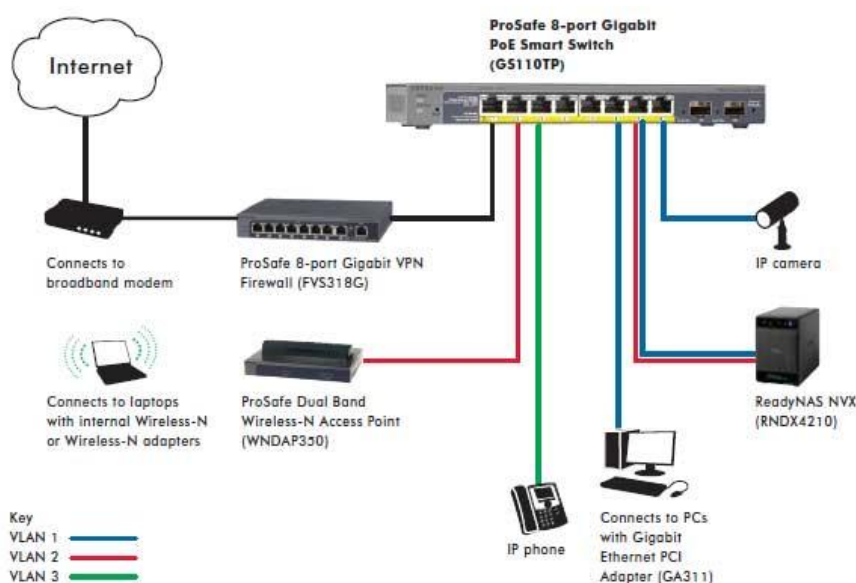 ProSafe 8-port Gigabit
PoE Smart Switch
(GS110TP)
Internet
NETGEAR
Connects to
broadband modem
ProSafe 8-port Gigabit VPN
Firewall (FVS318G)
IP camera
Connects to laptops
with internal Wireless-N
or Wireless-N adapters
ProSafe Dual Band
Wireless-N Access Point
(WNDAP350)
ReadyNAS NVX
(RNDX4210)
IP phone
Connects to PCs
with Gigabit
Ethernet PCI
Adapter (GA311)
Key
VLAN 1
VLAN 2
VLAN 3